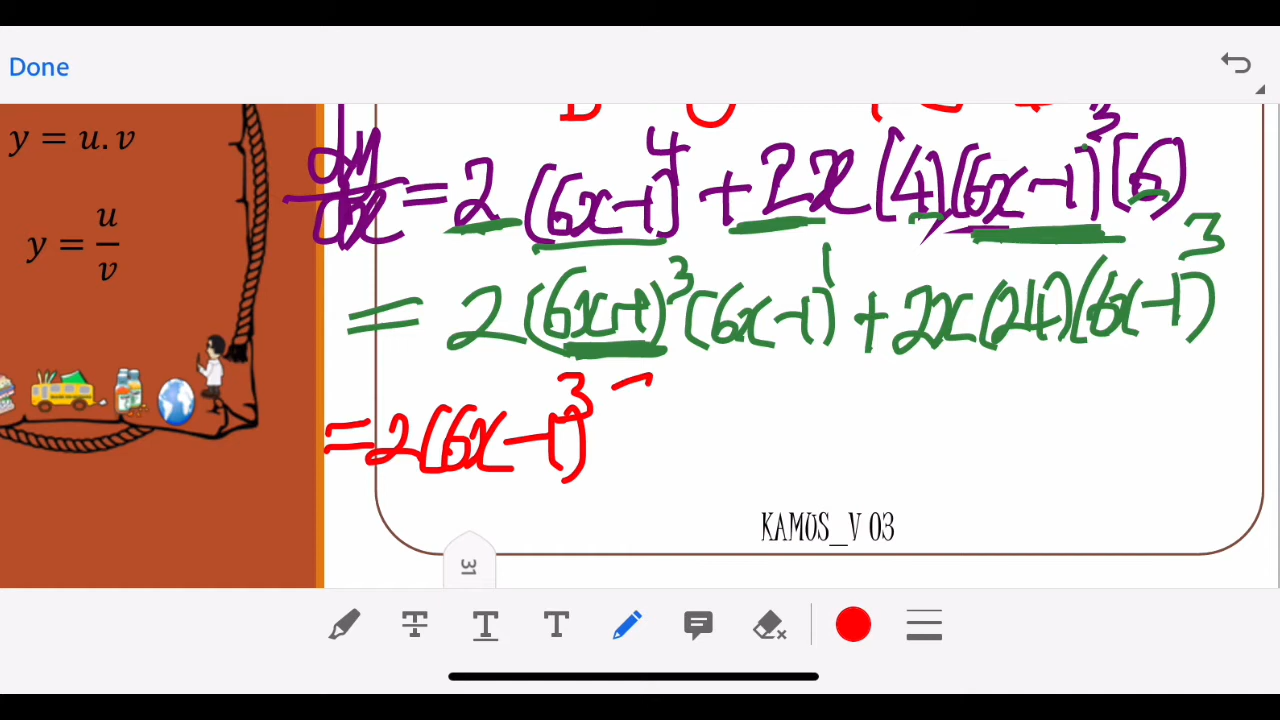 Done
y = u.v
y = u/v
dy/dx = 2(6x-1)^4 + 2x(4)(6x-1)^3(6)
= 2(6x-1)^3(6x-1)^1 + 2x(24)(6x-1)^3
= 2(6x-1)^3
KAMUS_V 03
31
T T T